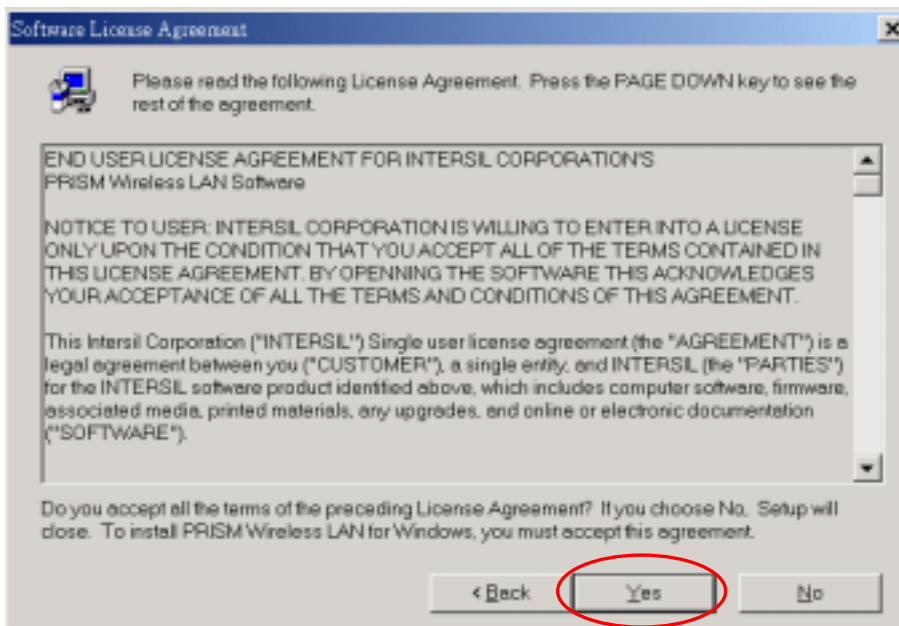 Software License Agreement
Please read the following License Agreement. Press the PAGE DOWN key to see the
rest of the agreement.
END USER LICENSE AGREEMENT FOR INTERSIL CORPORATION'S
PRISM Wireless LAN Software
NOTICE TO USER: INTERSIL CORPORATION IS WILLING TO ENTER INTO A LICENSE
ONLY UPON THE CONDITION THAT YOU ACCEPT ALL OF THE TERMS CONTAINED IN
THIS LICENSE AGREEMENT. BY OPENNING THE SOFTWARE THIS ACKNOWLEDGES
YOUR ACCEPTANCE OF ALL THE TERMS AND CONDITIONS OF THIS AGREEMENT.
This Intersil Corporation ("INTERSIL") Single user license agreement (the "AGREEMENT") is a
legal agreement between you ("CUSTOMER"), a single entity, and INTERSIL (the "PARTIES")
for the INTERSIL software product identified above, which includes computer software, firmware,
associated media, printed materials, any upgrades, and online or electronic documentation
("SOFTWARE").
Do you accept all the terms of the preceding License Agreement? If you choose No, Setup will
close. To install PRISM Wireless LAN for Windows, you must accept this agreement.
< Back
Yes
No